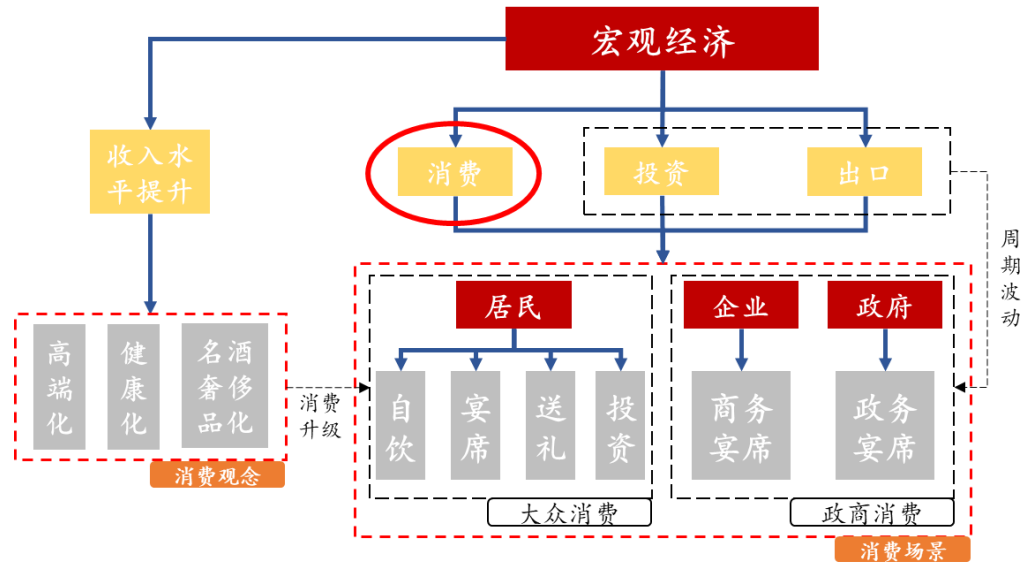 宏观经济
收入水
平提升
消费
投资
出口
周
期
波
动
居民
企业
政府
高
端
化
健
康
化
名酒
奢侈
品化
消费
升级
自
饮
宴
席
送
礼
投
资
商务
宴席
政务
宴席
消费观念
大众消费
政商消费
消费场景